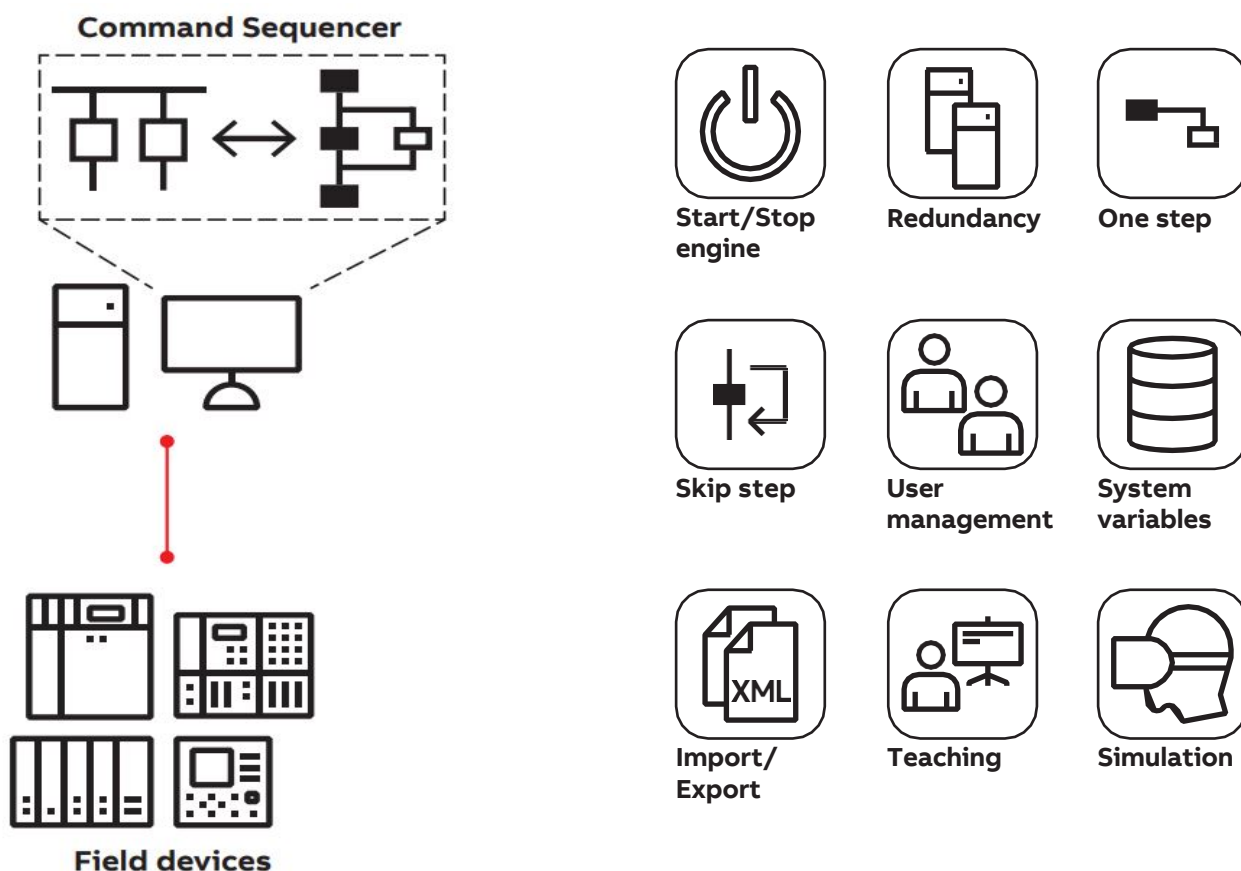 Command Sequencer
Start/Stop
engine
Redundancy
One step
Skip step
User
management
System
variables
XML
Import/
Export
Teaching
Simulation
Field devices